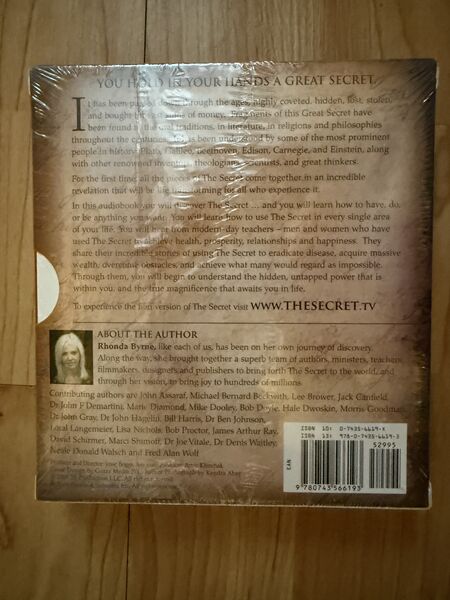 YOU HOLD IN YOUR HANDS A GREAT SECRET
It has been passed down through the ages, highly coveted, hidden, lost, stolen,
and bought for vast sums of money. Fragments of this Great Secret have
been found in oral traditions, in literature, in religions and philosophies
throughout the centuries. It has been understood by some of the most prominent
people in history: Plato, Galileo, Beethoven, Edison, Carnegie, and Einstein, along
with other renowned inventors, theologians, scientists, and great thinkers.
For the first time, all the pieces of The Secret come together in an incredible
revelation that will be life transforming for all who experience it.
In this audiobook you will discover The Secret ... and you will learn how to have, do,
or be anything you want. You will learn how to use The Secret in every single area
of your life. You will hear from modern-day teachers – men and women who have
used The Secret to achieve health, prosperity, relationships and happiness. They
share their incredible stories of using The Secret to eradicate disease, acquire massive
wealth, overcome obstacles, and achieve what many would regard as impossible.
Through them, you will begin to understand the hidden, untapped power that is
within you, and the true magnificence that awaits you in life.
To experience the film version of The Secret visit WWW.THESECRET.TV
ABOUT THE AUTHOR
Rhonda Byrne, like each of us, has been on her own journey of discovery.
Along the way, she brought together a superb team of authors, ministers, teachers,
filmmakers, designers and publishers to bring forth The Secret to the world, and
through her vision, to bring joy to hundreds of millions.
Contributing authors are John Assaraf, Michael Bernard Beckwith, Lee Brower, Jack Canfield,
Dr John F Demartini, Marie Diamond, Mike Dooley, Bob Doyle, Hale Dwoskin, Morris Goodman,
Dr John Gray, Dr John Hagelin, Bill Harris, Dr Ben Johnson,
Loral Langemeier, Lisa Nichols, Bob Proctor, James Arthur Ray,
David Schirmer, Marci Shimoff, Dr Joe Vitale, Dr Denis Waitley,
Neale Donald Walsch and Fred Alan Wolf
ISBN 10: 0-7435-6619-X
ISBN 13: 978-0-7435-6619-3
52995
EAN
9 780743 566193